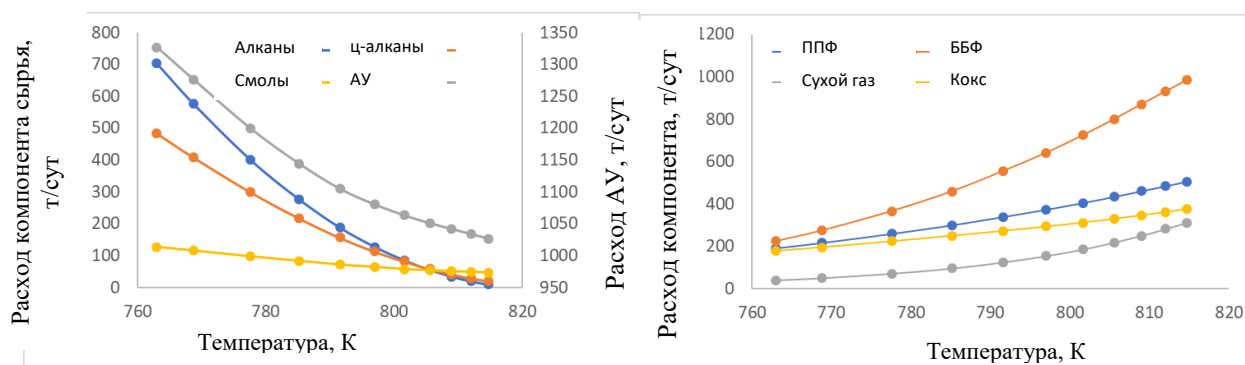 Расход компонента сырья,
т/сут
800
700
600
500
400
300
200
100
0
Алканы ц-алканы
Смолы АУ
1350
1300
1250
1200
1150
1100
1050
1000
950
Расход АУ, т/сут
760 780 800 820
Температура, К
Расход компонента, т/сут
1200
1000
800
600
400
200
0
ППФ ББФ
Сухой газ Кокс
760 770 780 790 800 810 820
Температура, К